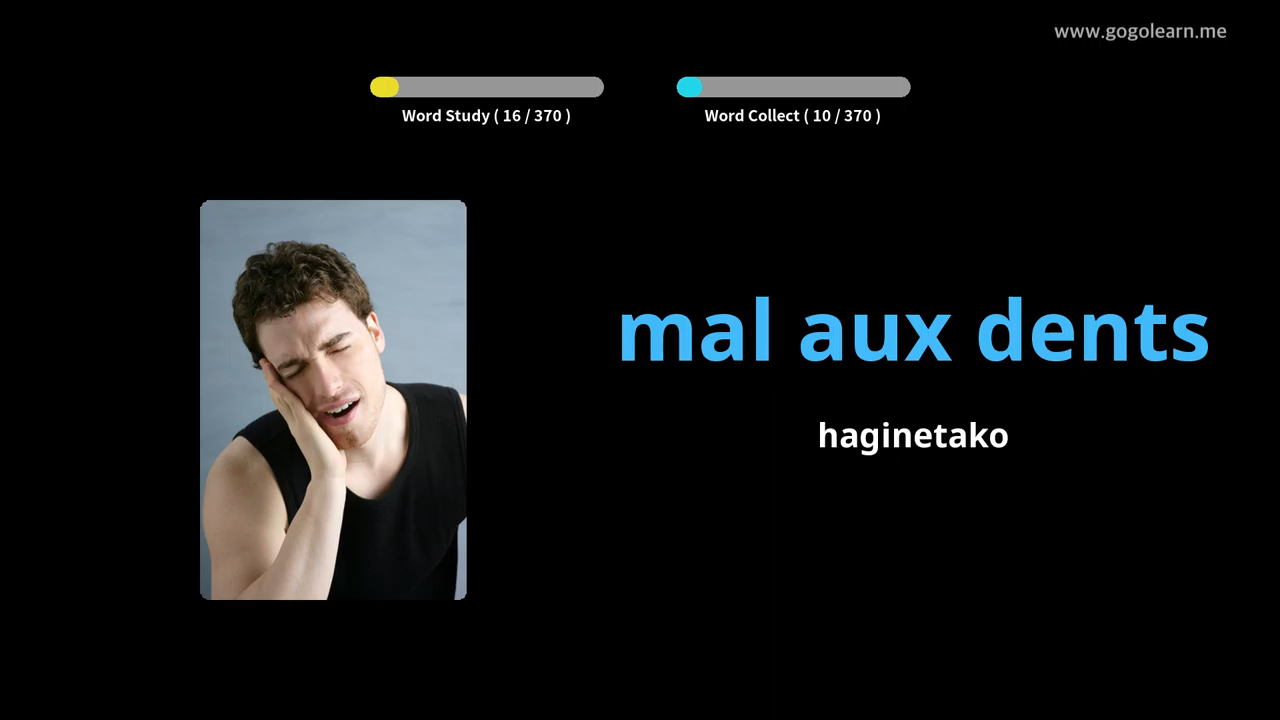 www.gogolearn.me
Word Study ( 16 / 370 )
Word Collect ( 10 / 370 )
mal aux dents
haginetako